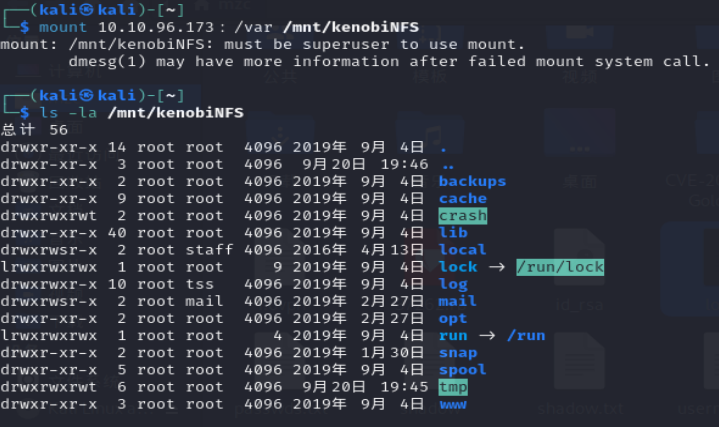 ┌──(kali㉿kali)-[~]
└─$ mount 10.10.96.173:/var /mnt/kenobiNFS
mount: /mnt/kenobiNFS: must be superuser to use mount.
       dmesg(1) may have more information after failed mount system call.
┌──(kali㉿kali)-[~]
└─$ ls -la /mnt/kenobiNFS
总计 56
drwxr-xr-x 14 root root  4096 2019年 9月 4日 .
drwxr-xr-x  3 root root  4096  9月20日 19:46 ..
drwxr-xr-x  2 root root  4096 2019年 9月 4日 backups
drwxr-xr-x  9 root root  4096 2019年 9月 4日 cache
drwxrwxrwt  2 root root  4096 2019年 9月 4日 crash
drwxr-xr-x 40 root root  4096 2019年 9月 4日 lib
drwxrwsr-x  2 root staff 4096 2016年 4月13日 local
lrwxrwxrwx  1 root root     9 2019年 9月 4日 lock → /run/lock
drwxrwxr-x 10 root tss   4096 2019年 9月 4日 log
drwxrwsr-x  2 root mail  4096 2019年 2月27日 mail
drwxr-xr-x  2 root root  4096 2019年 2月27日 opt
lrwxrwxrwx  1 root root     4 2019年 9月 4日 run → /run
drwxr-xr-x  2 root root  4096 2019年 1月30日 snap
drwxr-xr-x  5 root root  4096 2019年 9月 4日 spool
drwxrwxrwt  6 root root  4096  9月20日 19:45 tmp
drwxr-xr-x  3 root root  4096 2019年 9月 4日 www
id_rsa
shadow.txt